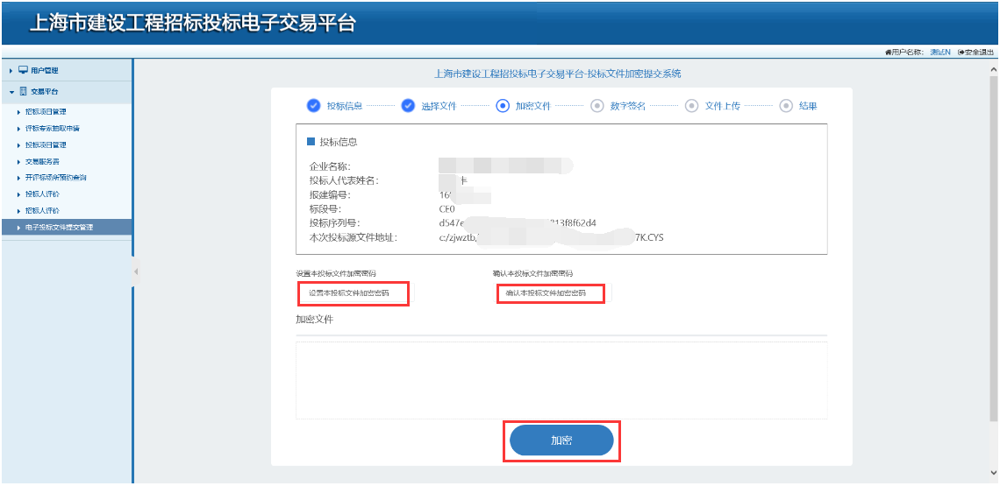 上海市建设工程招标投标电子交易平台
用户名称: 测试N 安全退出
用户管理
交易平台
招标项目管理
评标专家抽取申请
投标项目管理
交易服务费
开评标场所预约查询
投标人评价
招标人评价
电子投标文件提交管理
上海市建设工程招投标电子交易平台-投标文件加密提交系统
投标信息 选择文件 加密文件 数字签名 文件上传 结果
投标信息
企业名称:
投标人代表姓名:
报建编号: 16
标段号: CE0
投标序列号: d547e 213f8f62d4
本次投标源文件地址: c:/zjwztb, 7K.CYS
设置本投标文件加密密码 确认本投标文件加密密码
设置本投标文件加密密码 确认本投标文件加密密码
加密文件
加密